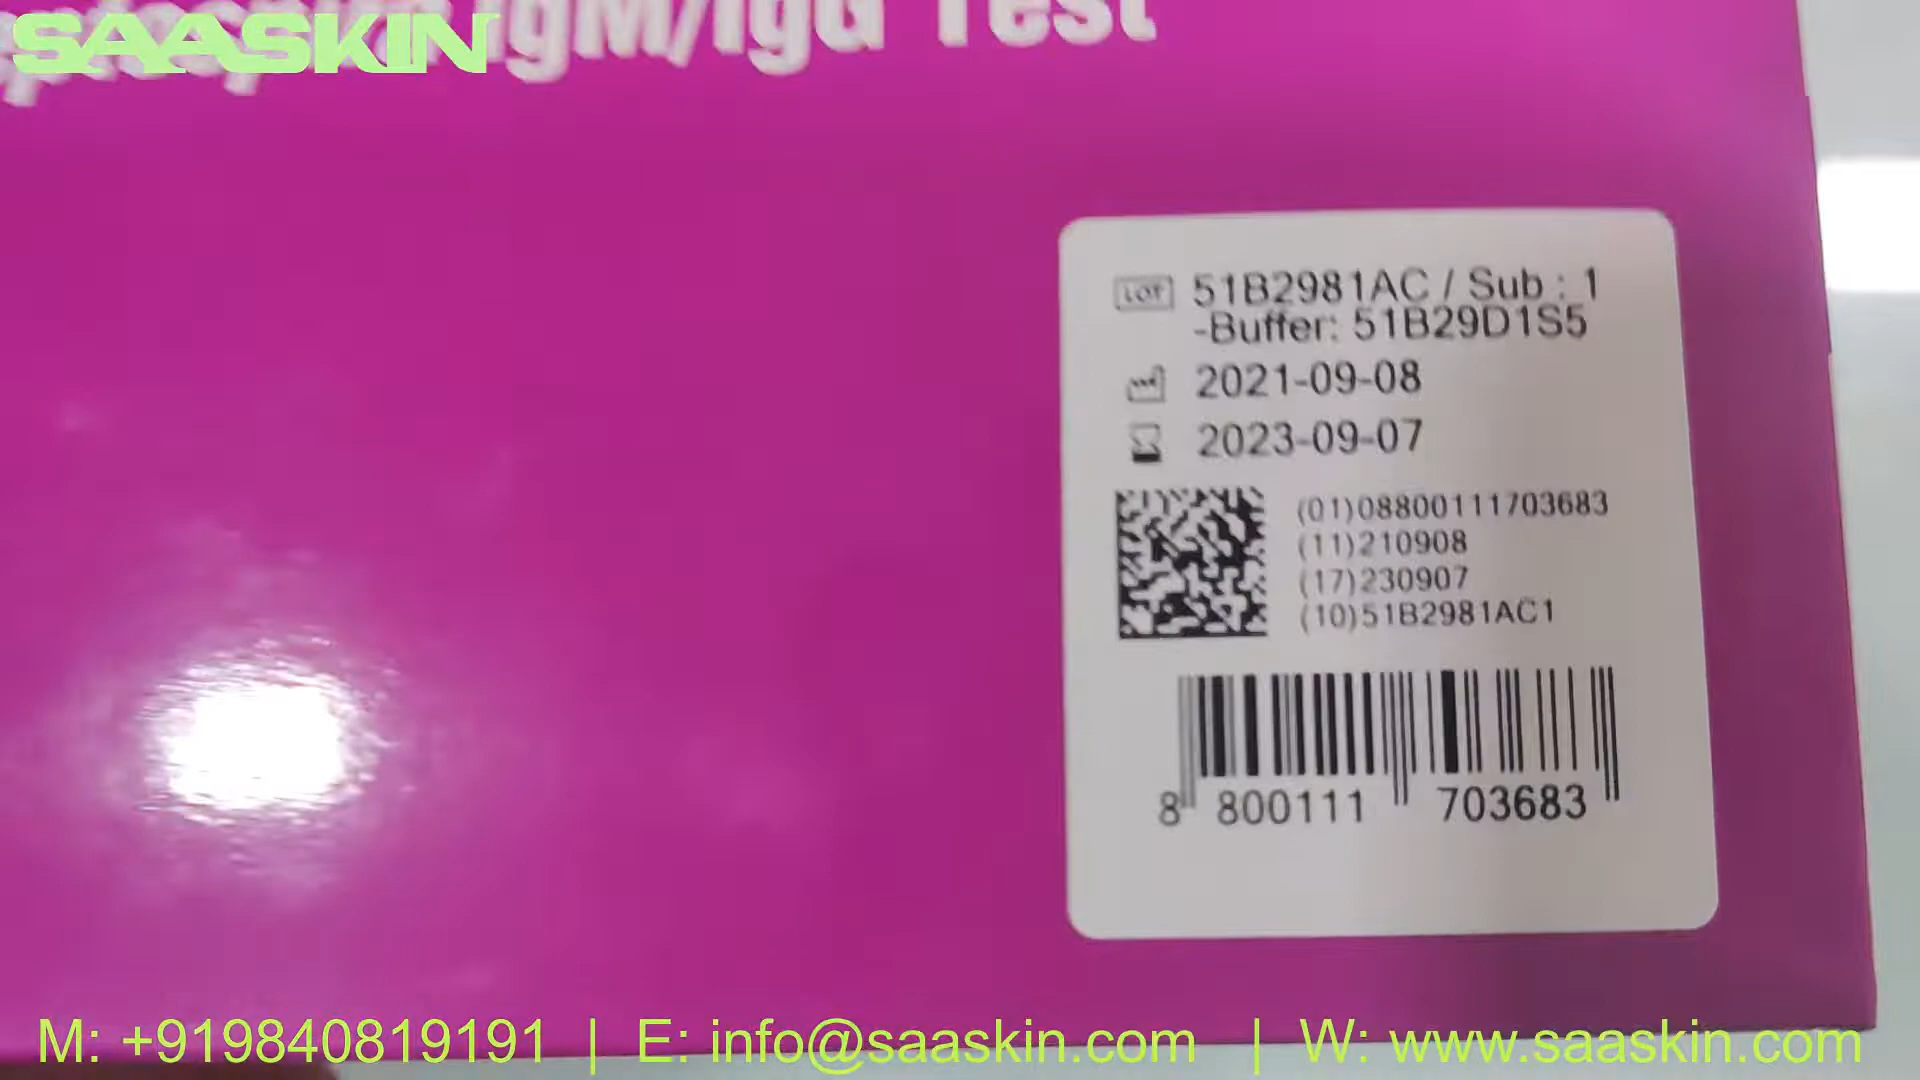 SAASKIN
IgM/IgG Test
LOT 51B2981AC / Sub : 1
-Buffer: 51B29D1S5
2021-09-08
2023-09-07
(01)08800111703683
(11)210908
(17)230907
(10)51B2981AC1
8 800111 703683
M: +919840819191 | E: info@saaskin.com | W: www.saaskin.com